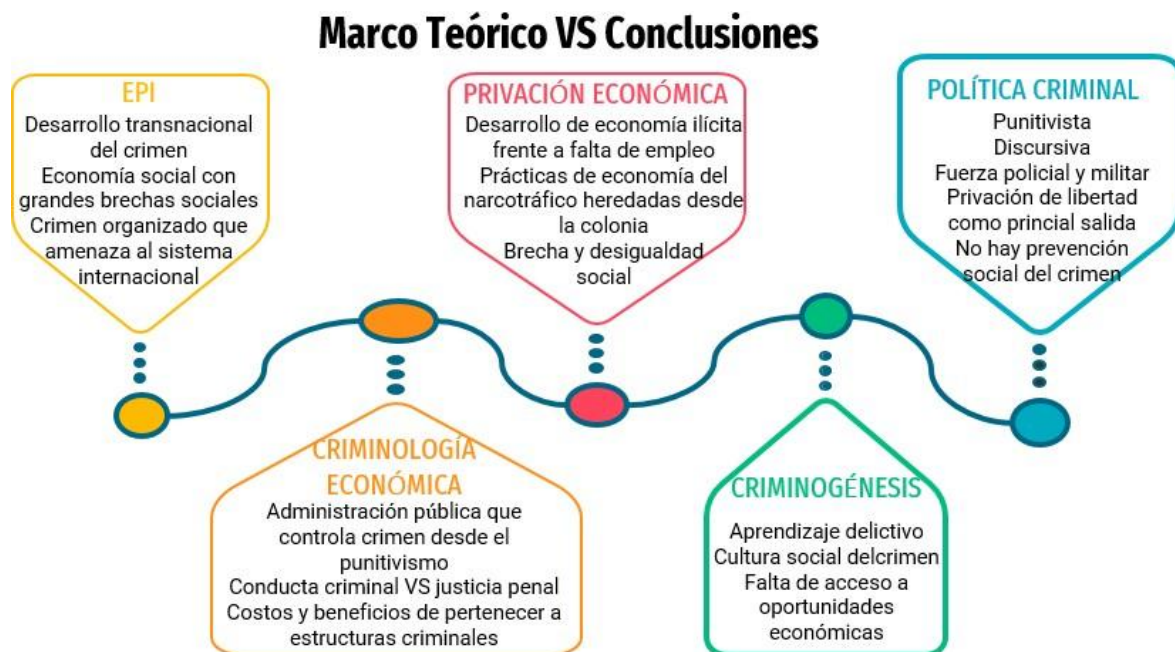 Marco Teórico VS Conclusiones
EPI
Desarrollo transnacional
del crimen
Economía social con
grandes brechas sociales
Crimen organizado que
amenaza al sistema
internacional
CRIMINOLOGÍA
ECONÓMICA
Administración pública que
controla crimen desde el
punitivismo
Conducta criminal VS justicia penal
Costos y beneficios de pertenecer a
estructuras criminales
PRIVACIÓN ECONÓMICA
Desarrollo de economía ilícita
frente a falta de empleo
Prácticas de economía del
narcotráfico heredadas desde
la colonia
Brecha y desigualdad
social
CRIMINOGÉNESIS
Aprendizaje delictivo
Cultura social delcrimen
Falta de acceso a
oportunidades
económicas
POLÍTICA CRIMINAL
Punitivista
Discursiva
Fuerza policial y militar
Privación de libertad
como princial salida
No hay prevención
social del crimen